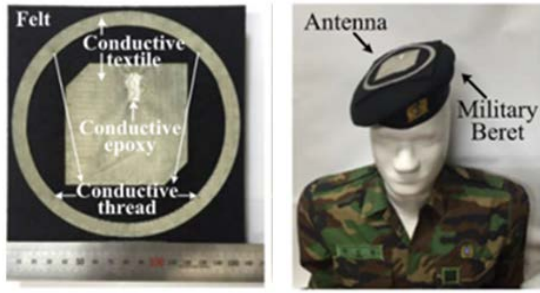 Felt
Conductive
textile
Conductive
epoxy
Conductive
thread
Antenna
Military
Beret